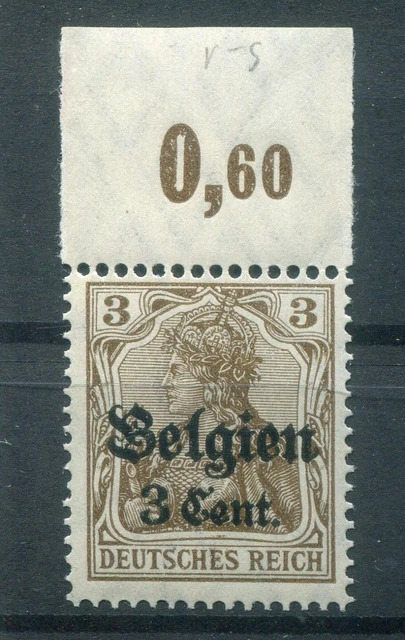 v-s
0,60
3 3
Belgien
3 Cent.
DEUTSCHES REICH